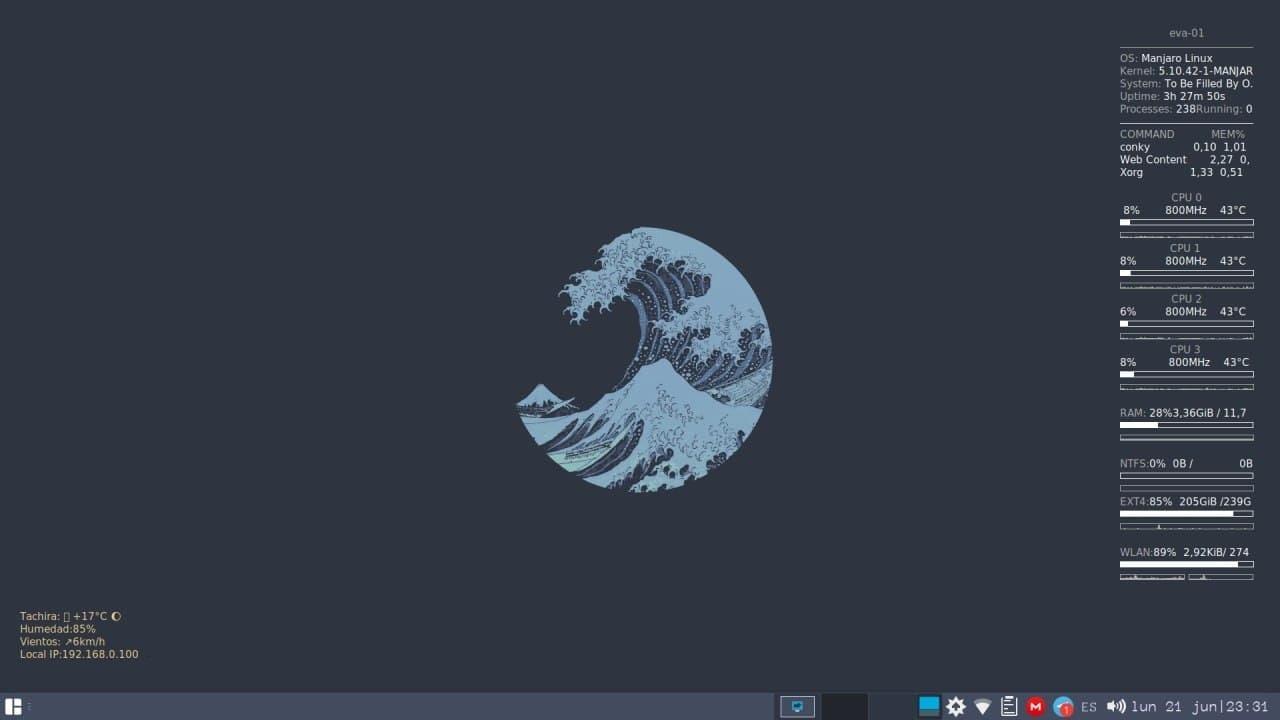 eva-01
OS: Manjaro Linux
Kernel: 5.10.42-1-MANJAR
System: To Be Filled By O.
Uptime: 3h 27m 50s
Processes: 238Running: 0
COMMAND MEM%
conky 0,10 1,01
Web Content 2,27 0,
Xorg 1,33 0,51
CPU 0
8% 800MHz 43°C
CPU 1
8% 800MHz 43°C
CPU 2
6% 800MHz 43°C
CPU 3
8% 800MHz 43°C
RAM: 28%3,36GiB / 11,7
NTFS:0% 0B / 0B
EXT4:85% 205GiB /239G
WLAN:89% 2,92KiB/ 274
Tachira: +17°C
Humedad:85%
Vientos: ↗6km/h
Local IP:192.168.0.100
M 1 ES lun 21 jun|23:31